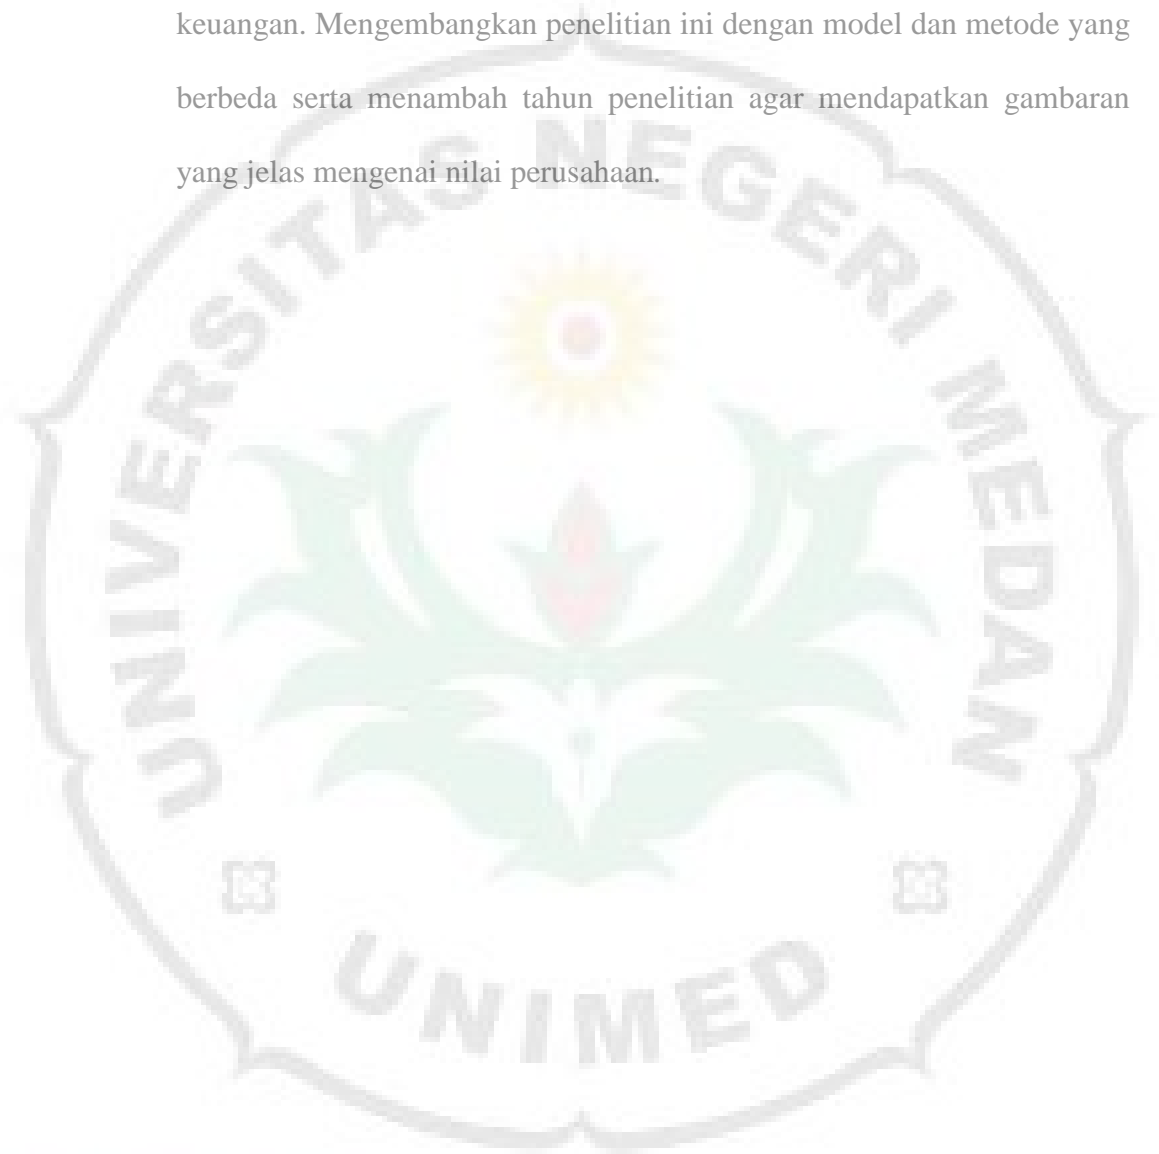 keuangan. Mengembangkan penelitian ini dengan model dan metode yang
berbeda serta menambah tahun penelitian agar mendapatkan gambaran
yang jelas mengenai nilai perusahaan.
UNIVERSITAS NEGERI MEDAN
UNIMED